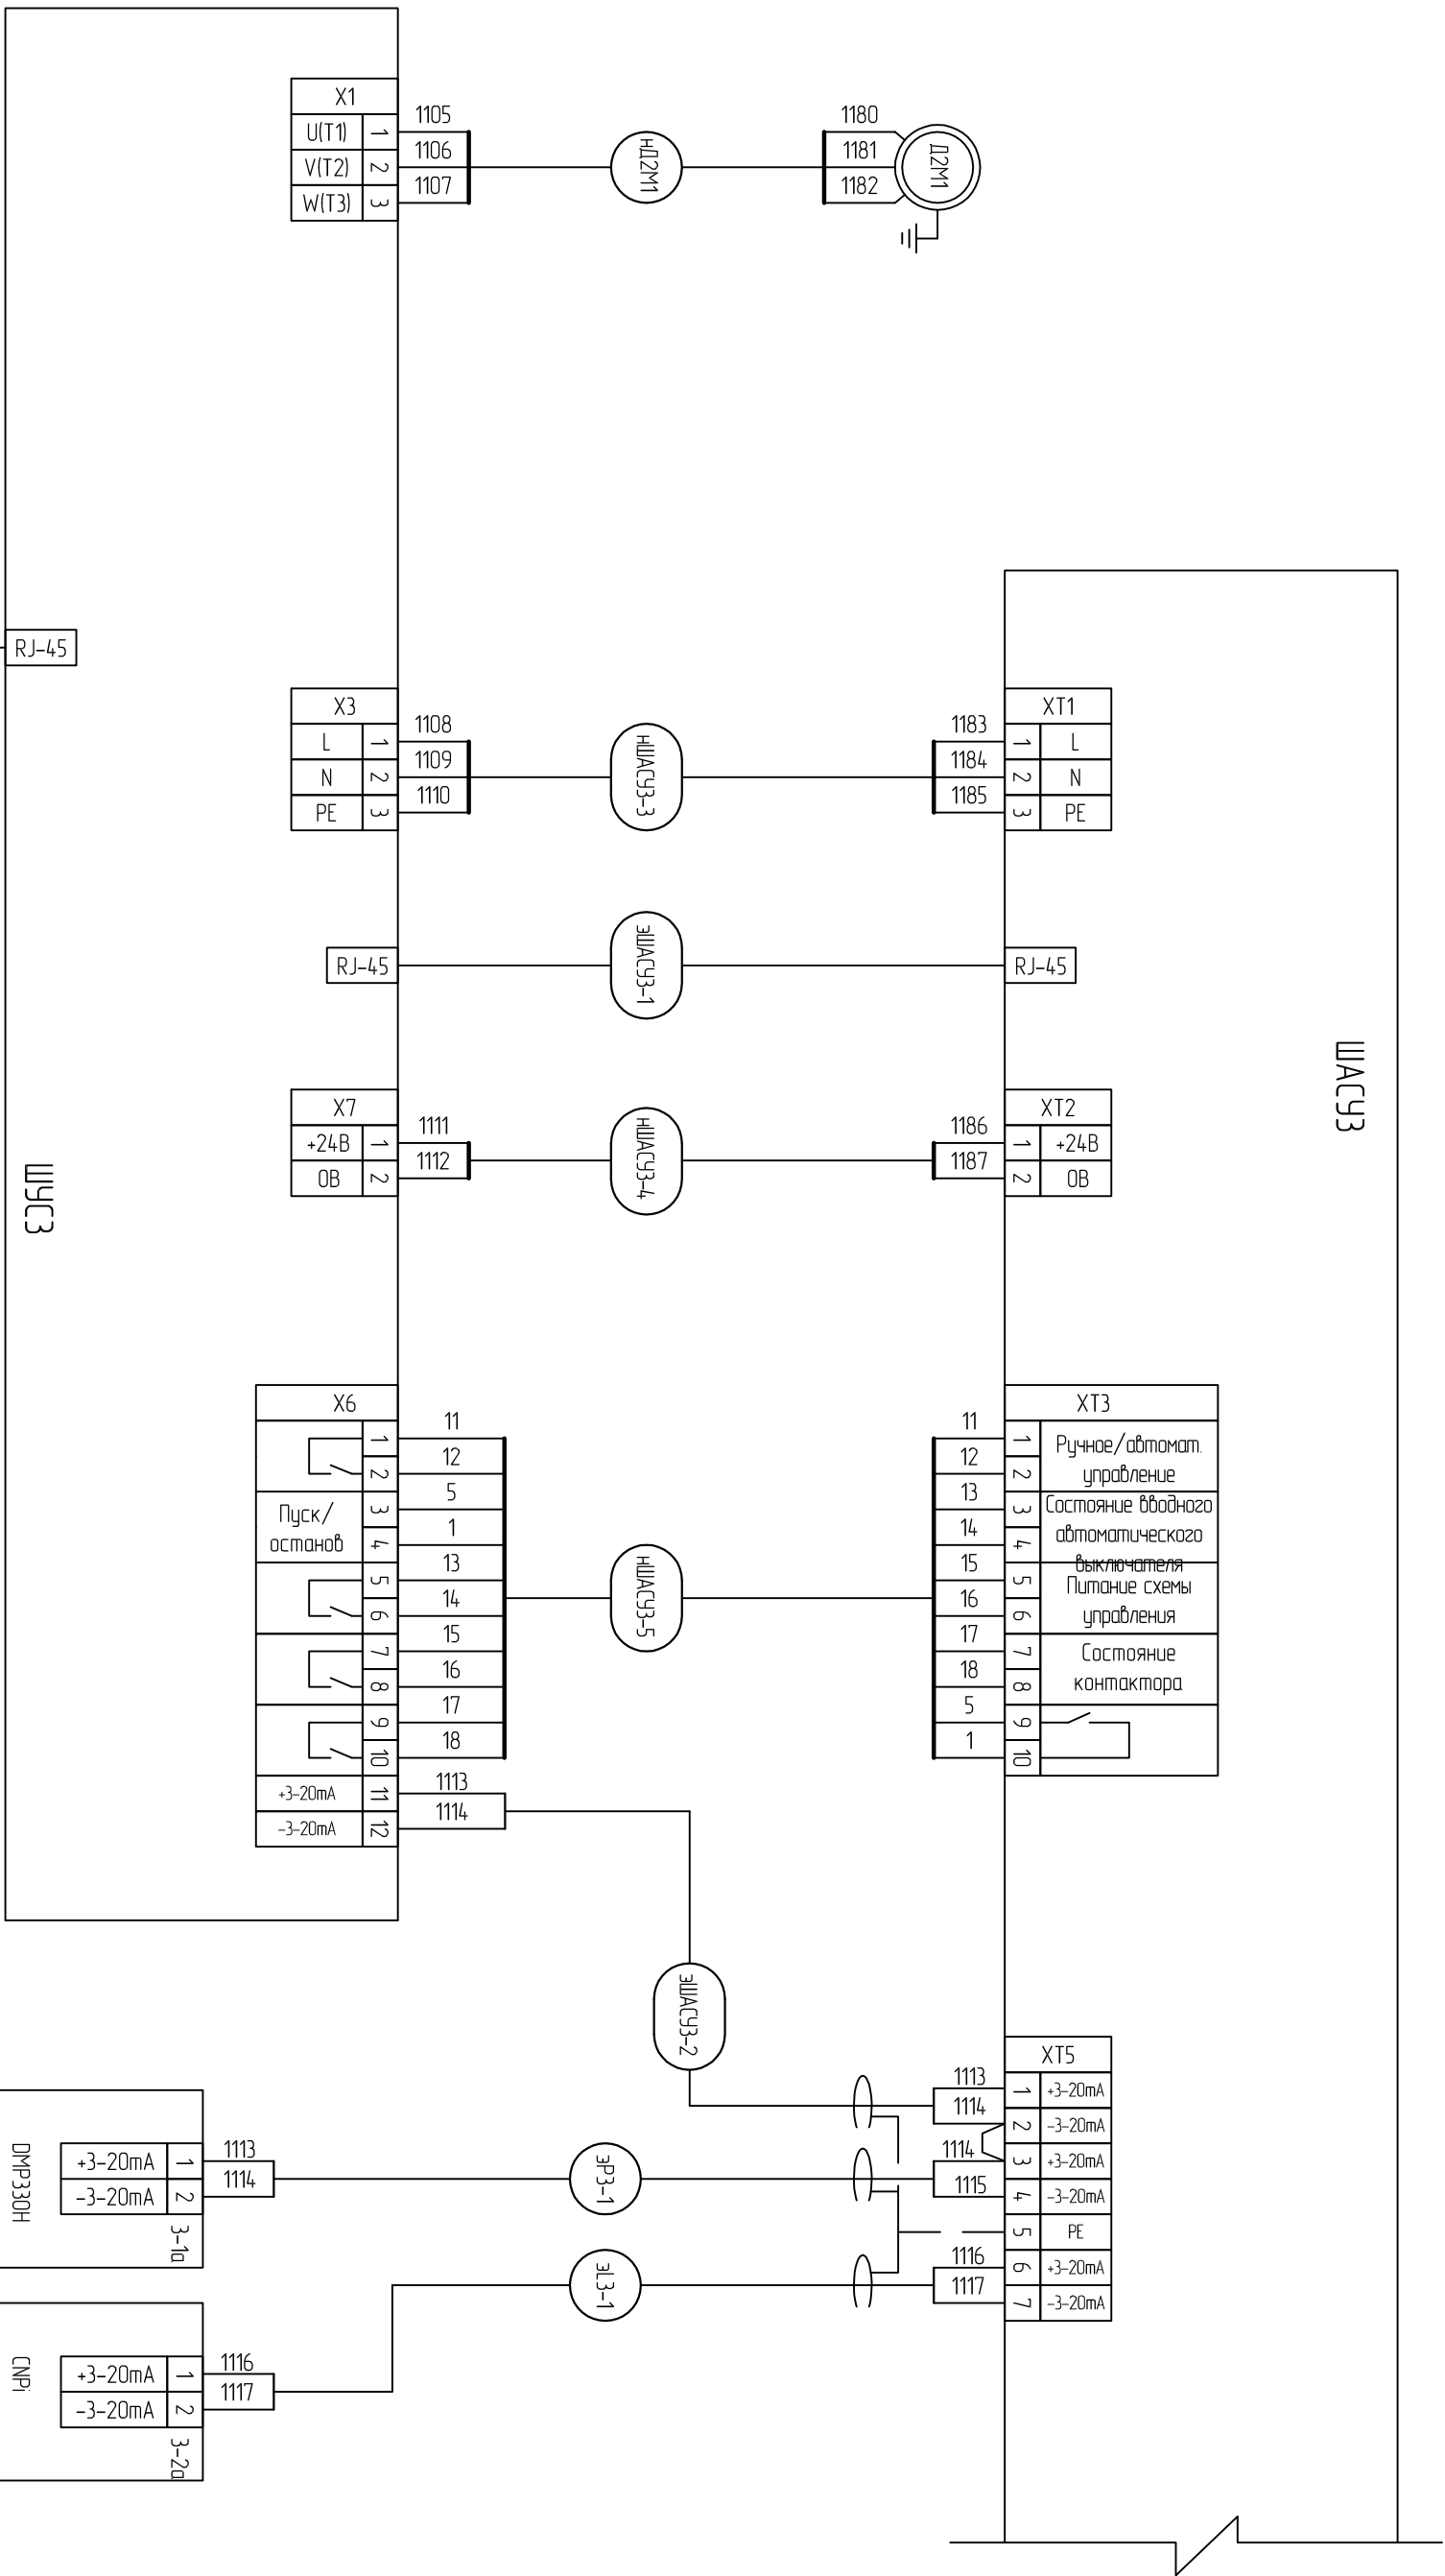 X1
U(T1) 1
V(T2) 2
W(T3) 3
1105
1106
1107
нД2М1
1180
1181
1182
Д2М1
RJ-45
X3
L 1
N 2
PE 3
1108
1109
1110
нШАСУ3-3
1183
1184
1185
XT1
1 L
2 N
3 PE
RJ-45
эШАСУ3-1
RJ-45
ШАСУ3
X7
+24В 1
0В 2
1111
1112
нШАСУ3-4
1186
1187
XT2
1 +24В
2 0В
ШУС3
X6
1
2
Пуск/
останов
3
4
5
6
7
8
9
10
+3-20mA 11
-3-20mA 12
11
12
5
1
13
14
15
16
17
18
1113
1114
нШАСУ3-5
11
12
13
14
15
16
17
18
5
1
XT3
1
2
Ручное/автомат.
управление
3
4
Состояние вводного
автоматического
выключателя
5
6
Питание схемы
управления
7
8
Состояние
контактора
9
10
эШАСУ3-2
1113
1114
1114
1115
1116
1117
XT5
1 +3-20mA
2 -3-20mA
3 +3-20mA
4 -3-20mA
5 PE
6 +3-20mA
7 -3-20mA
DMP330H
+3-20mA 1
-3-20mA 2
3-1а
1113
1114
эР3-1
эL3-1
CNPi
+3-20mA 1
-3-20mA 2
3-2а
1116
1117